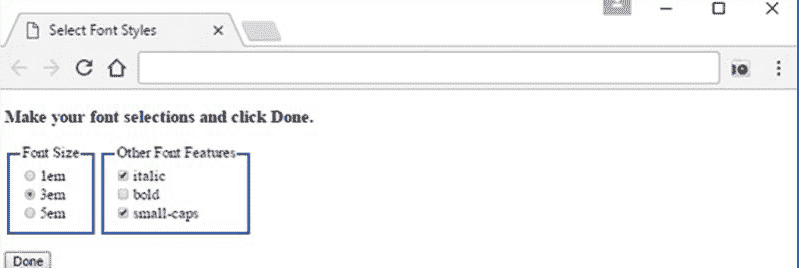 Select Font Styles
Make your font selections and click Done.
Font Size
1em
3em
5em
Other Font Features
italic
bold
small-caps
Done